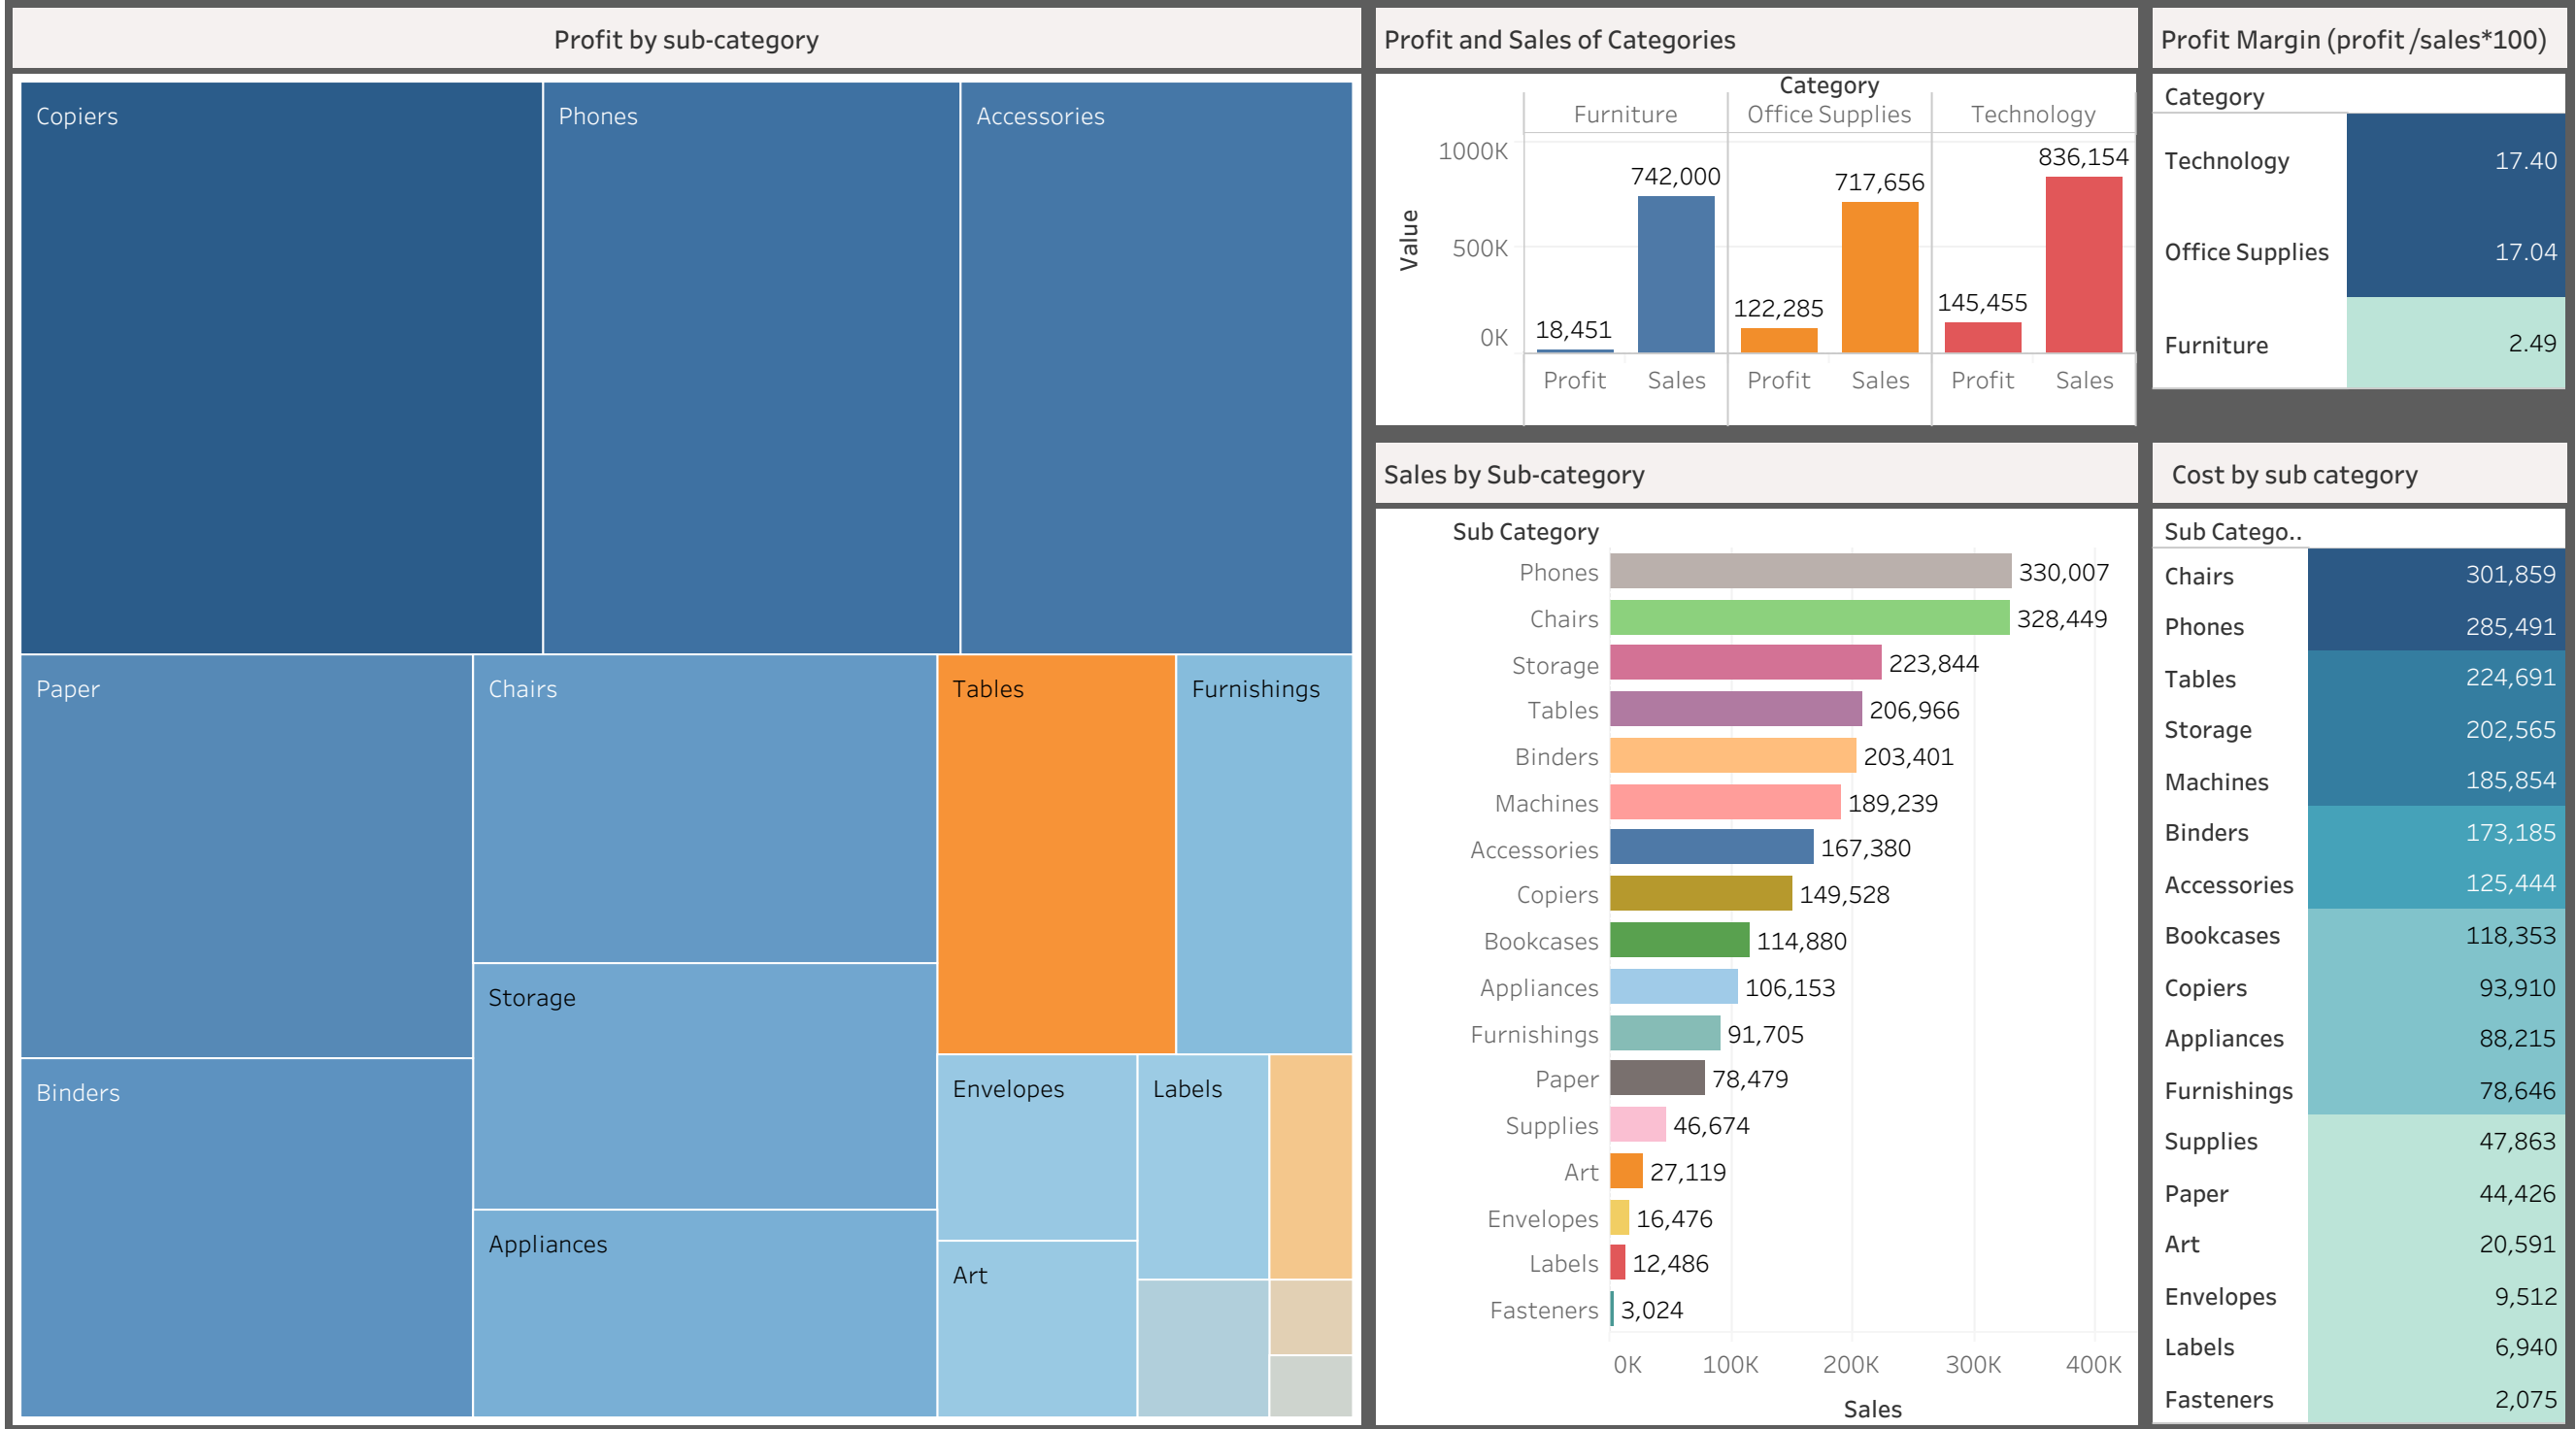 Profit by sub-category
Copiers
Phones
Accessories
Paper
Chairs
Tables
Furnishings
Storage
Binders
Envelopes
Labels
Appliances
Art
Profit and Sales of Categories
Category
Furniture
Office Supplies
Technology
1000K
500K
0K
Value
18,451
742,000
122,285
717,656
145,455
836,154
Profit
Sales
Profit
Sales
Profit
Sales
Profit Margin (profit /sales*100)
Category
Technology 17.40
Office Supplies 17.04
Furniture 2.49
Sales by Sub-category
Sub Category
Phones 330,007
Chairs 328,449
Storage 223,844
Tables 206,966
Binders 203,401
Machines 189,239
Accessories 167,380
Copiers 149,528
Bookcases 114,880
Appliances 106,153
Furnishings 91,705
Paper 78,479
Supplies 46,674
Art 27,119
Envelopes 16,476
Labels 12,486
Fasteners 3,024
0K 100K 200K 300K 400K
Sales
Cost by sub category
Sub Catego..
Chairs 301,859
Phones 285,491
Tables 224,691
Storage 202,565
Machines 185,854
Binders 173,185
Accessories 125,444
Bookcases 118,353
Copiers 93,910
Appliances 88,215
Furnishings 78,646
Supplies 47,863
Paper 44,426
Art 20,591
Envelopes 9,512
Labels 6,940
Fasteners 2,075